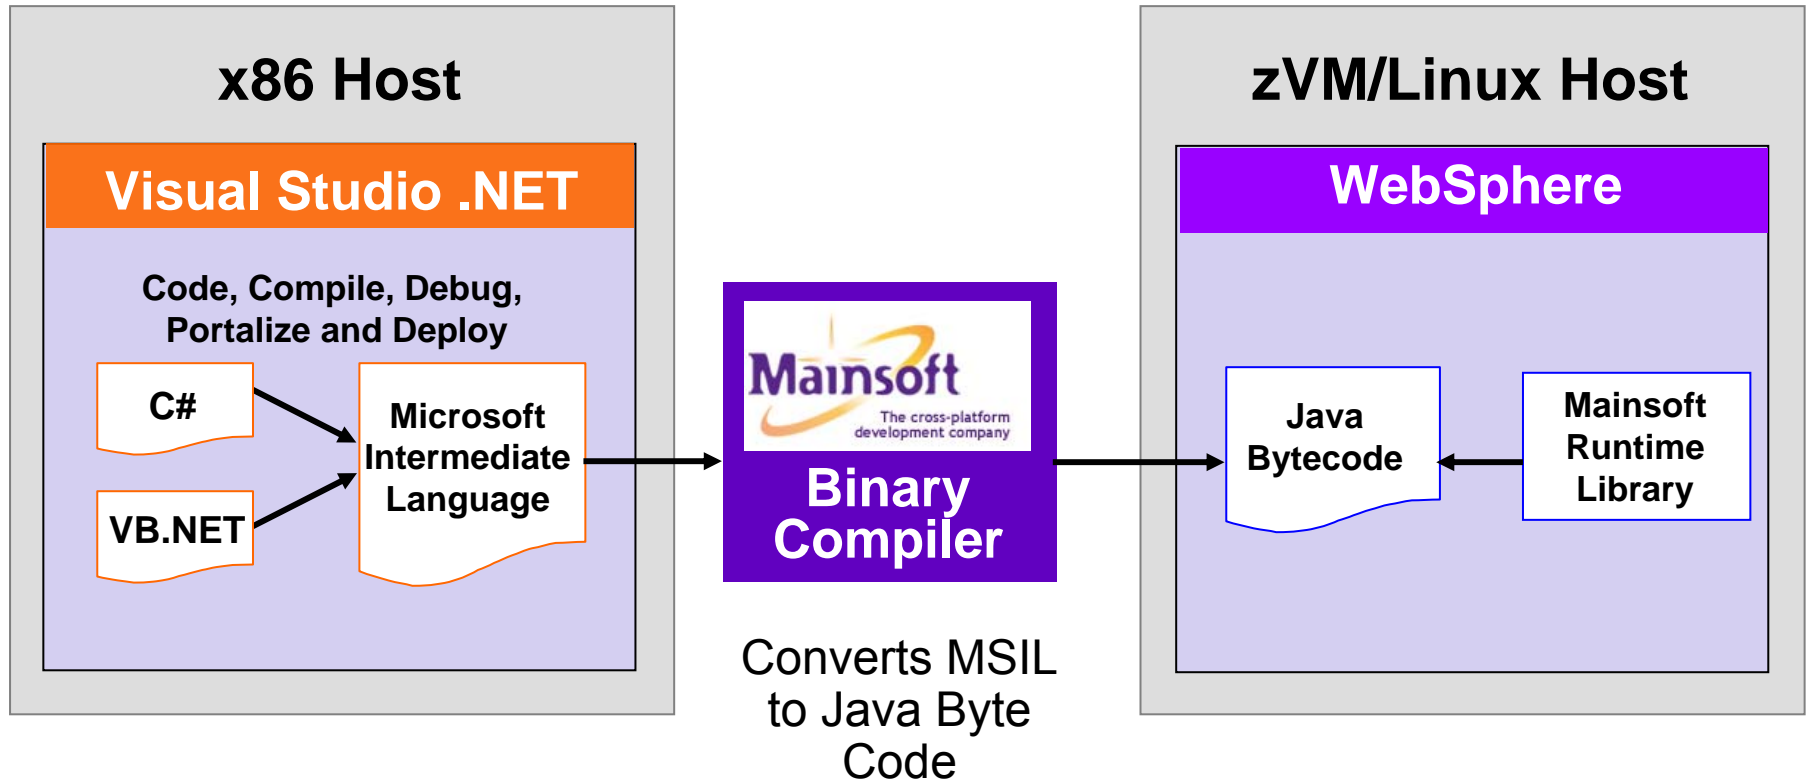 x86 Host
Visual Studio .NET
Code, Compile, Debug,
Portalize and Deploy
C#
VB.NET
Microsoft
Intermediate
Language
Mainsoft
The cross-platform
development company
Binary
Compiler
Converts MSIL
to Java Byte
Code
zVM/Linux Host
WebSphere
Java
Bytecode
Mainsoft
Runtime
Library